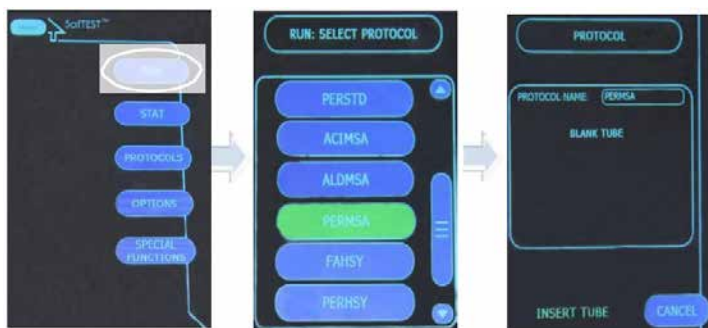 SolTEST™
STAT
PROTOCOLS
OPTIONS
SPECIAL
FUNCTIONS
RUN: SELECT PROTOCOL
PERSTD
ACIMSA
ALDMSA
PERMSA
FAHSY
PERHSY
PROTOCOL
PROTOCOL NAME: PERMSA
BLANK TUBE
INSERT TUBE
CANCEL